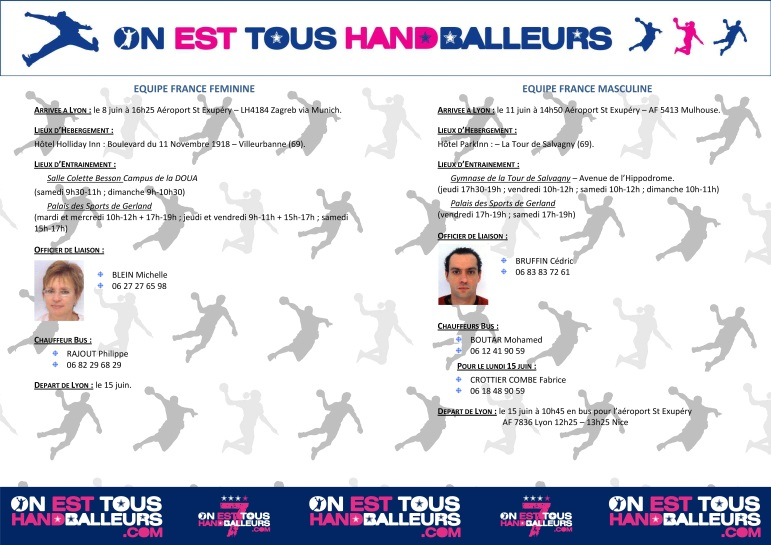 ON EST TOUS HANDBALLEURS
EQUIPE FRANCE FEMININE
ARRIVEE A LYON : le 8 juin à 16h25 Aéroport St Exupéry – LH4184 Zagreb via Munich.
LIEUX D'HEBERGEMENT :
Hôtel Holliday Inn : Boulevard du 11 Novembre 1918 – Villeurbanne (69).
LIEUX D'ENTRAINEMENT :
Salle Colette Besson Campus de la DOUA
(samedi 9h30-11h ; dimanche 9h-10h30)
Palais des Sports de Gerland
(mardi et mercredi 10h-12h + 17h-19h ; jeudi et vendredi 9h-11h + 15h-17h ; samedi
15h-17h)
OFFICIER DE LIAISON :
BLEIN Michelle
06 27 27 65 98
CHAUFFEUR BUS :
RAJOUT Philippe
06 82 29 68 29
DEPART DE LYON : le 15 juin.
EQUIPE FRANCE MASCULINE
ARRIVEE A LYON : le 11 juin à 14h50 Aéroport St Exupéry – AF 5413 Mulhouse.
LIEUX D'HEBERGEMENT :
Hôtel ParkInn : – La Tour de Salvagny (69).
LIEUX D'ENTRAINEMENT :
Gymnase de la Tour de Salvagny – Avenue de l'Hippodrome.
(jeudi 17h30-19h ; vendredi 10h-12h ; samedi 10h-12h ; dimanche 10h-11h)
Palais des Sports de Gerland
(vendredi 17h-19h ; samedi 17h-19h)
OFFICIER DE LIAISON :
BRUFFIN Cédric
06 83 83 72 61
CHAUFFEURS BUS :
BOUTAR Mohamed
06 12 41 90 59
POUR LE LUNDI 15 JUIN :
CROTTIER COMBE Fabrice
06 18 48 90 59
DEPART DE LYON : le 15 juin à 10h45 en bus pour l'aéroport St Exupéry
AF 7836 Lyon 12h25 – 13h25 Nice
ON EST TOUS
HANDBALLEURS
.COM
7
ON EST TOUS
HANDBALLEURS
.COM
ON EST TOUS
HANDBALLEURS
.COM
7
ON EST TOUS
HANDBALLEURS
.COM
ON EST TOUS
HANDBALLEURS
.COM